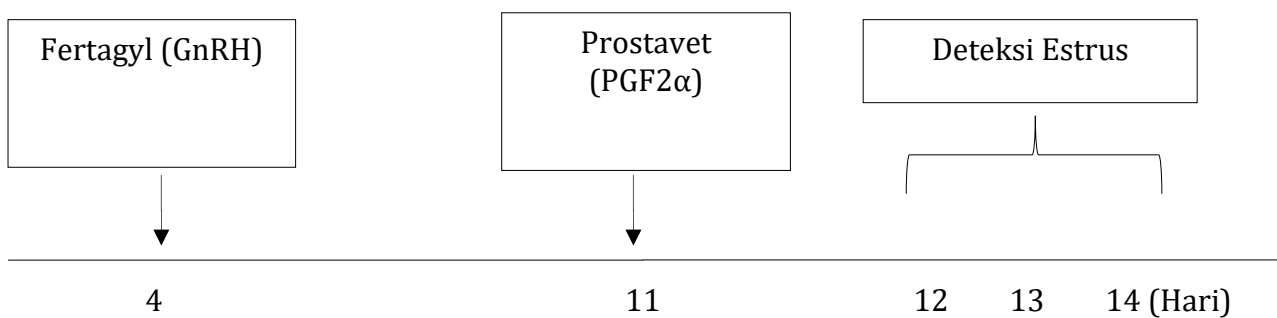 Fertagyl (GnRH)
Prostavet
(PGF2α)
Deteksi Estrus
4 11 12 13 14 (Hari)